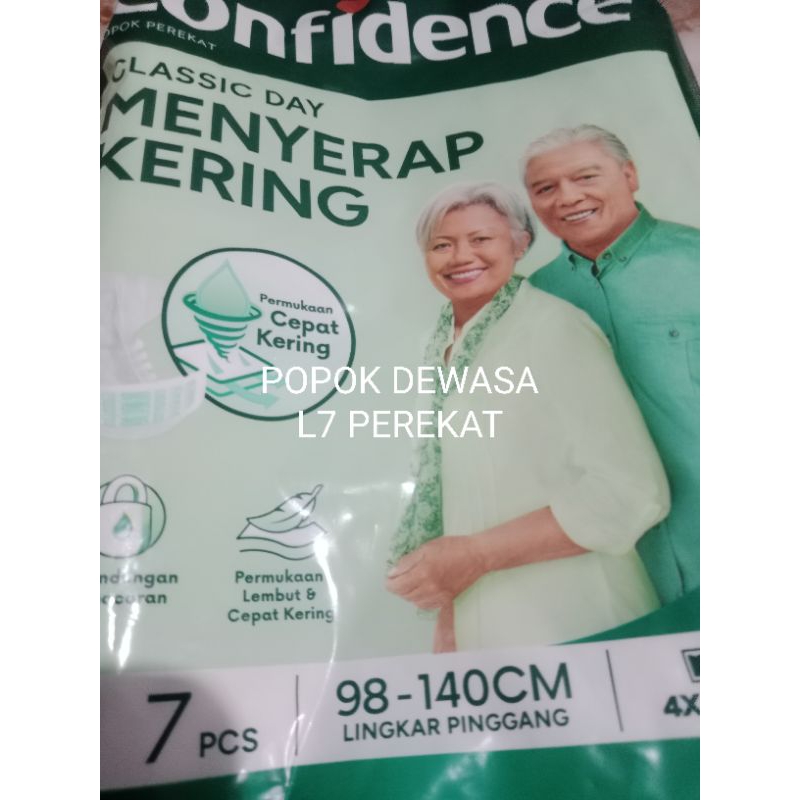 Confidence
POPOK PEREKAT
CLASSIC DAY
MENYERAP
KERING
Permukaan
Cepat
Kering
POPOK DEWASA
L7 PEREKAT
Permukaan
Lembut &
Cepat Kering
7 PCS
98-140CM
LINGKAR PINGGANG
4X